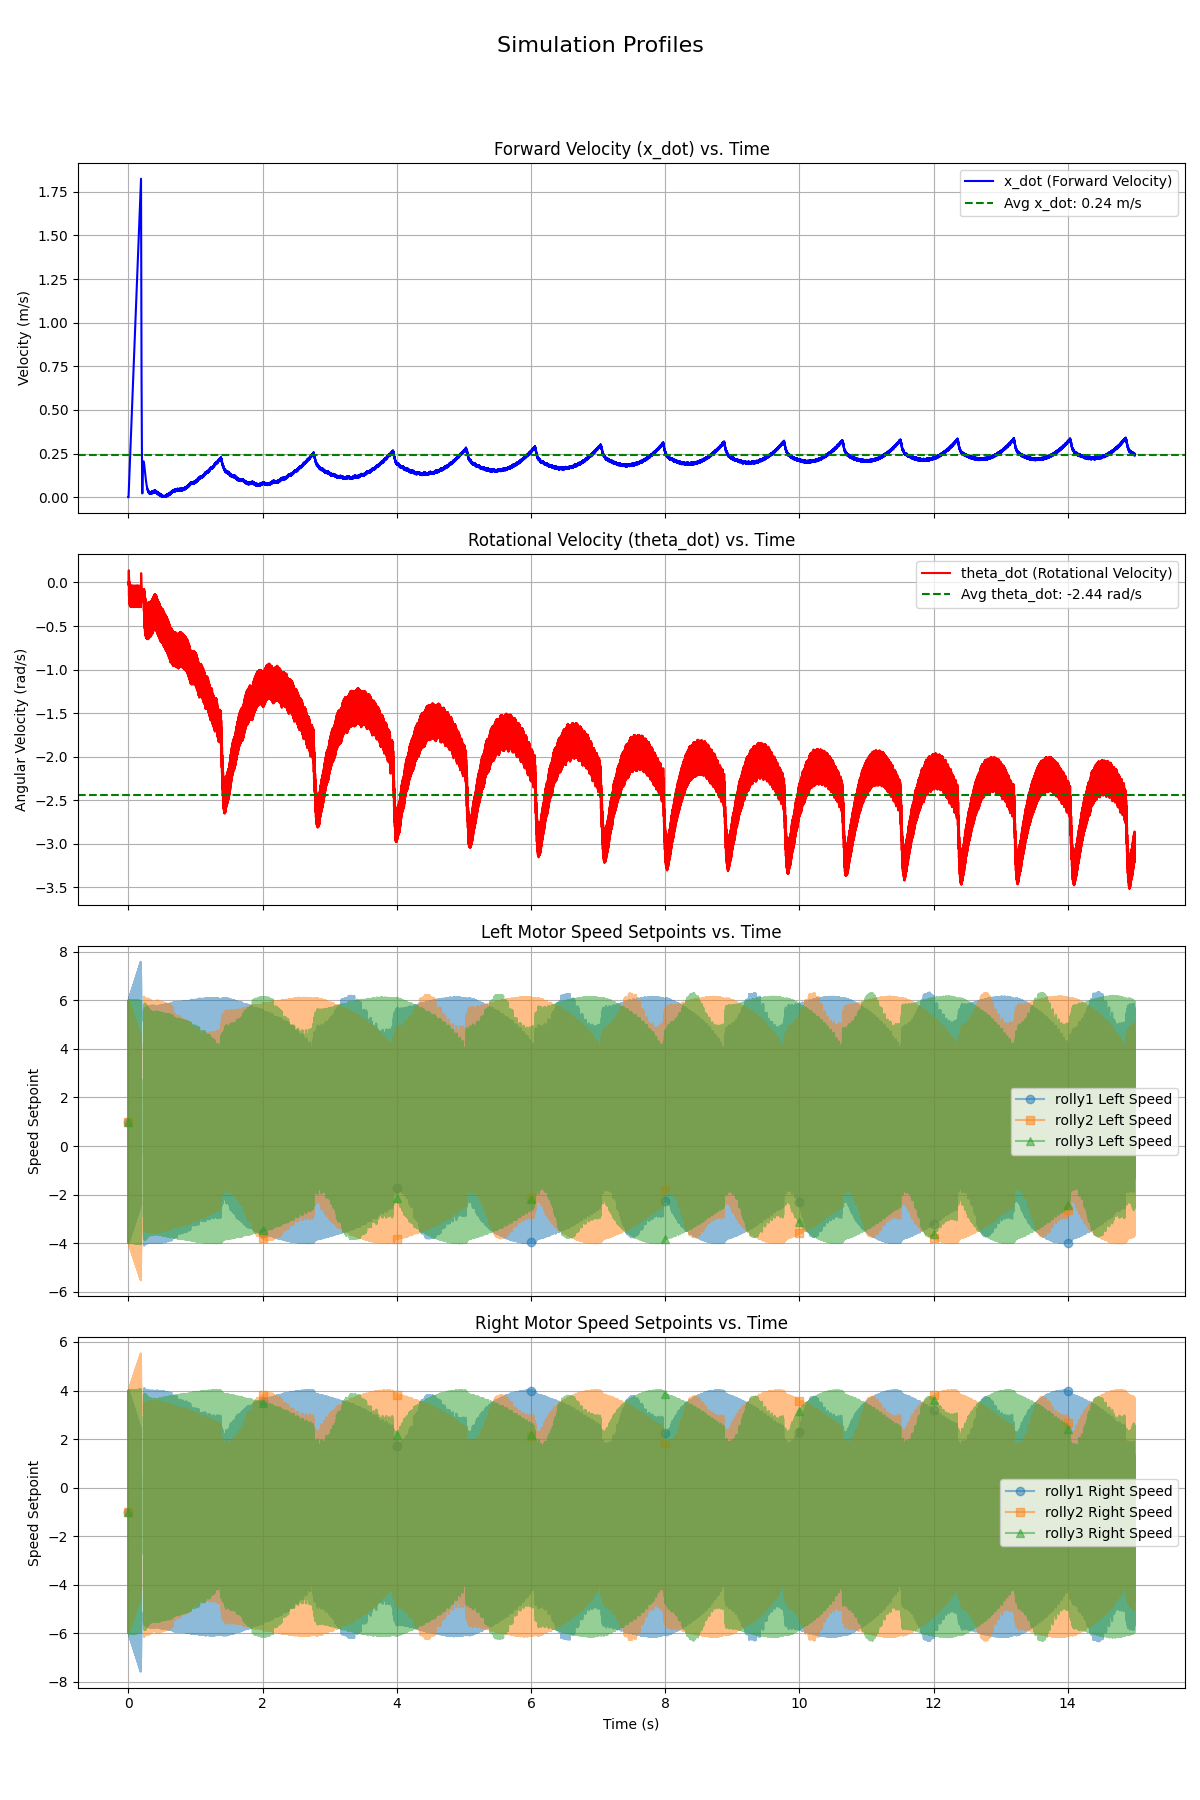 Simulation Profiles
Forward Velocity (x_dot) vs. Time
Velocity (m/s)
1.75
1.50
1.25
1.00
0.75
0.50
0.25
0.00
x_dot (Forward Velocity)
Avg x_dot: 0.24 m/s
Rotational Velocity (theta_dot) vs. Time
Angular Velocity (rad/s)
0.0
−0.5
−1.0
−1.5
−2.0
−2.5
−3.0
−3.5
theta_dot (Rotational Velocity)
Avg theta_dot: -2.44 rad/s
Left Motor Speed Setpoints vs. Time
Speed Setpoint
8
6
4
2
0
−2
−4
−6
rolly1 Left Speed
rolly2 Left Speed
rolly3 Left Speed
Right Motor Speed Setpoints vs. Time
Speed Setpoint
6
4
2
0
−2
−4
−6
−8
rolly1 Right Speed
rolly2 Right Speed
rolly3 Right Speed
0 2 4 6 8 10 12 14
Time (s)